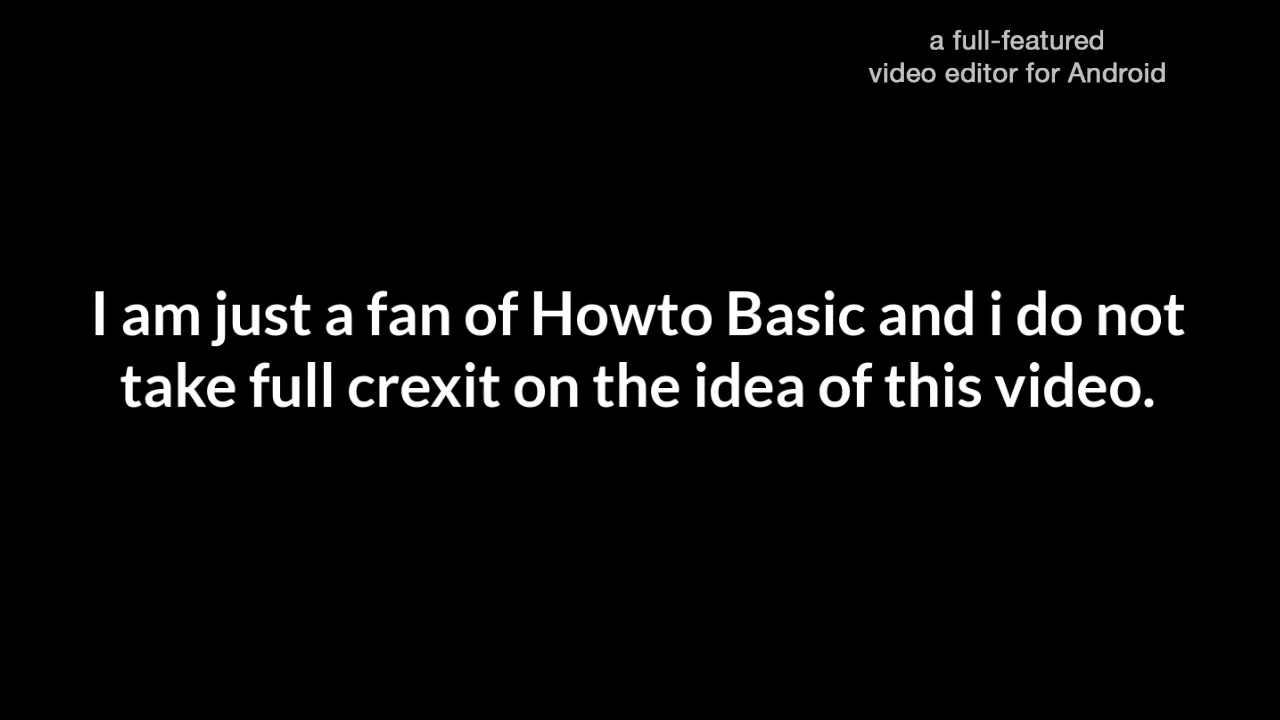 a full-featured
video editor for Android
I am just a fan of Howto Basic and i do not
take full crexit on the idea of this video.